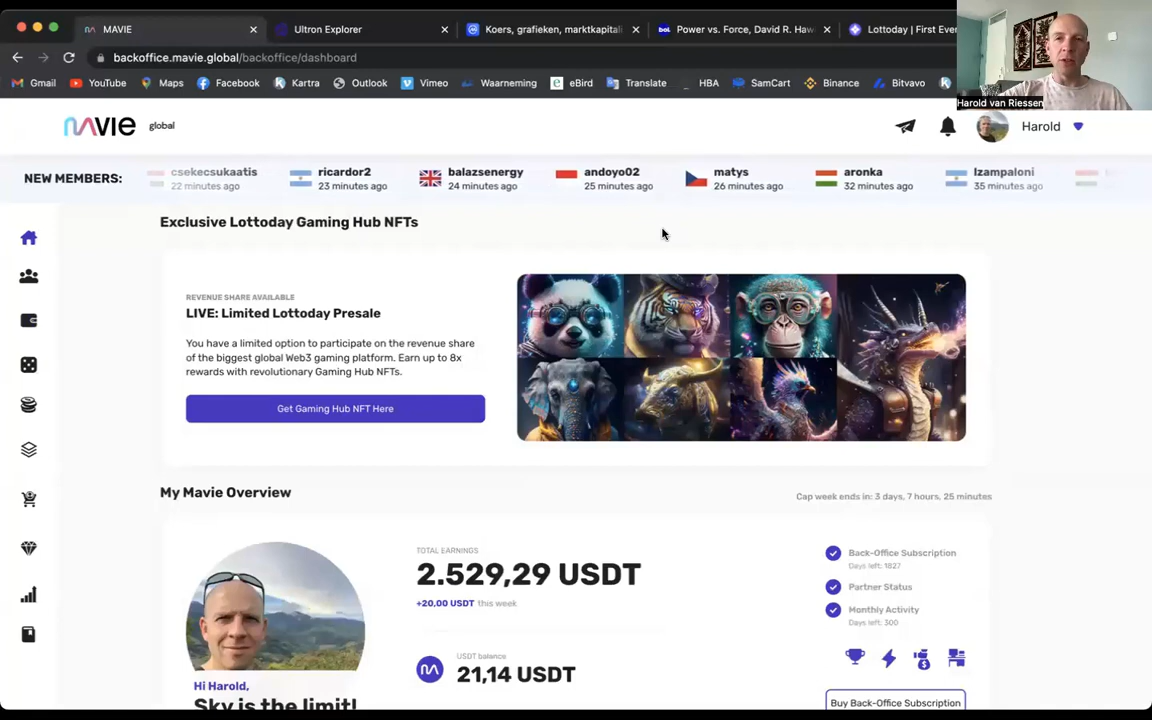 MAVIE
Ultron Explorer
Koers, grafieken, marktkapitali
Power vs. Force, David R. Haw
Lottoday | First Eve
backoffice.mavie.global/backoffice/dashboard
Gmail
YouTube
Maps
Facebook
Kartra
Outlook
Vimeo
Waarneming
eBird
Translate
HBA
SamCart
Binance
Bitvavo
Harold van Riessen
MAVIE global
Harold
NEW MEMBERS:
csekecsukaatis
22 minutes ago
ricardor2
23 minutes ago
balazsenergy
24 minutes ago
andoyo02
25 minutes ago
matys
26 minutes ago
aronka
32 minutes ago
lzampaloni
35 minutes ago
Exclusive Lottoday Gaming Hub NFTs
REVENUE SHARE AVAILABLE
LIVE: Limited Lottoday Presale
You have a limited option to participate on the revenue share
of the biggest global Web3 gaming platform. Earn up to 8x
rewards with revolutionary Gaming Hub NFTs.
Get Gaming Hub NFT Here
My Mavie Overview
Cap week ends in: 3 days, 7 hours, 25 minutes
TOTAL EARNINGS
2.529,29 USDT
+20,00 USDT this week
USDT balance
21,14 USDT
Back-Office Subscription
Days left: 1827
Partner Status
Monthly Activity
Days left: 300
Buy Back-Office Subscription
Hi Harold,
Sky is the limit!